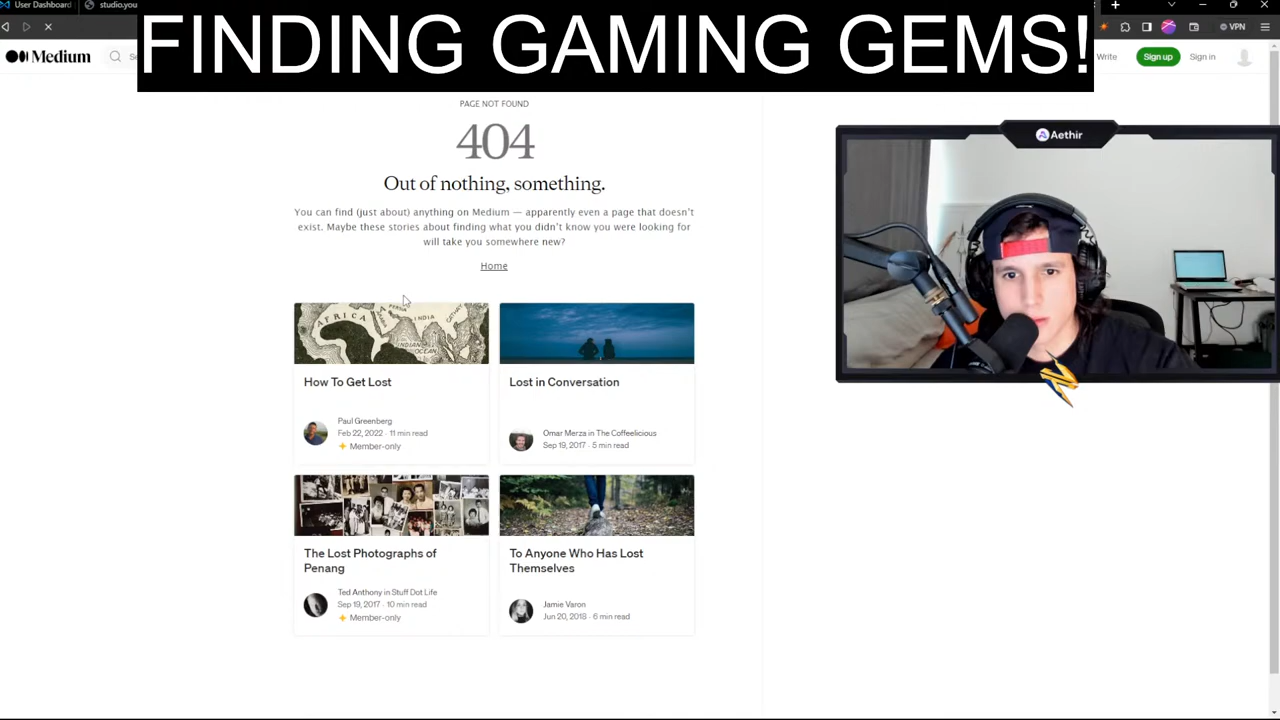 User Dashboard
studio.you
FINDING GAMING GEMS!
VPN
Medium
Write
Sign up
Sign in
PAGE NOT FOUND
404
Out of nothing, something.
You can find (just about) anything on Medium — apparently even a page that doesn't
exist. Maybe these stories about finding what you didn't know you were looking for
will take you somewhere new?
Home
Aethir
AFRICA
PERSIA
INDIA
INDIAN
OCEAN
How To Get Lost
Paul Greenberg
Feb 22, 2022 · 11 min read
Member-only
Lost in Conversation
Omar Merza in The Coffeelicious
Sep 19, 2017 · 5 min read
The Lost Photographs of
Penang
Ted Anthony in Stuff Dot Life
Sep 19, 2017 · 10 min read
Member-only
To Anyone Who Has Lost
Themselves
Jamie Varon
Jun 20, 2018 · 6 min read